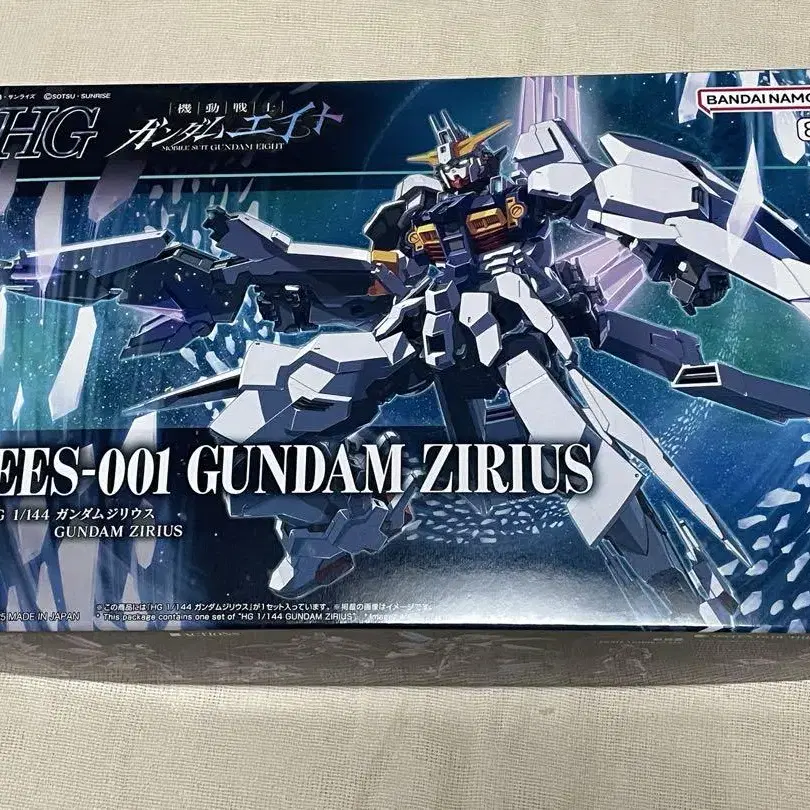 ・サンライズ ©SOTSU・SUNRISE
HG
機動戦士
ガンダムエイト
MOBILE SUIT GUNDAM EIGHT
BANDAI NAMCO
EES-001 GUNDAM ZIRIUS
1/144 ガンダムジリウス
GUNDAM ZIRIUS
MADE IN JAPAN
※この商品には「HG 1/144 ガンダムジリウス」が1セット入っています。※掲載の画像はイメージです。
* This package contains one set of "HG 1/144 GUNDAM ZIRIUS".